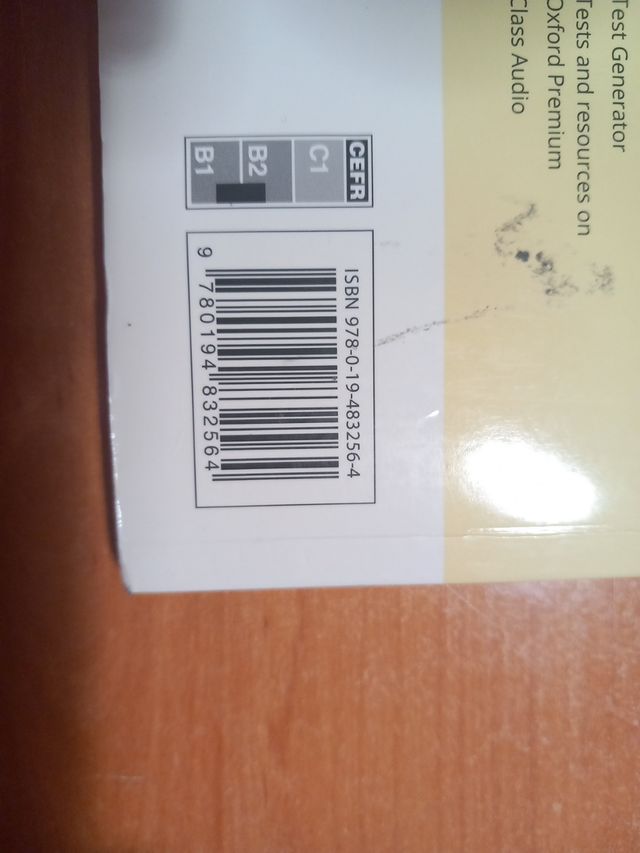 Test Generator
Tests and resources on
Oxford Premium
Class Audio
CEFR
C1
B2
B1
ISBN 978-0-19-483256-4
9 780194 832564